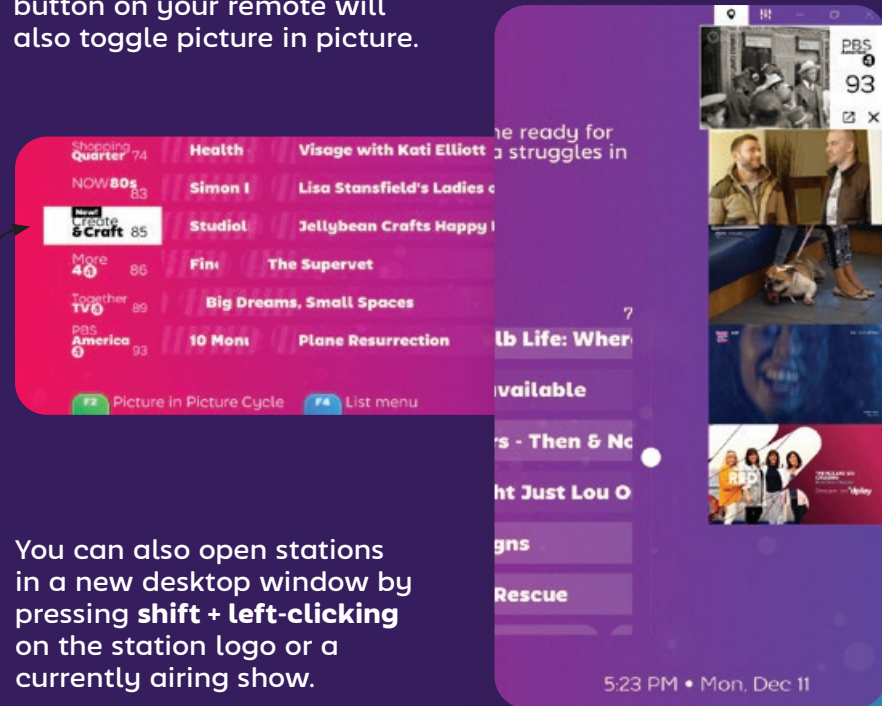 button on your remote will
also toggle picture in picture.
Shopping
Quarter 74 Health Visage with Kati Elliott
NOW80s
83 Simon I Lisa Stansfield's Ladies
New!
Create
& Craft 85 Studiol Jellybean Crafts Happy
More
4 86 Fin The Supervet
Together
TV 89 Big Dreams, Small Spaces
PBS
America 93 10 Mont Plane Resurrection
F2 Picture in Picture Cycle F4 List menu
You can also open stations
in a new desktop window by
pressing shift + left-clicking
on the station logo or a
currently airing show.
ne ready for
a struggles in
7
lb Life: Wher
vailable
rs - Then & No
ht Just Lou O
gns
Rescue
5:23 PM • Mon, Dec 11
PBS
America
93
RED
dplay